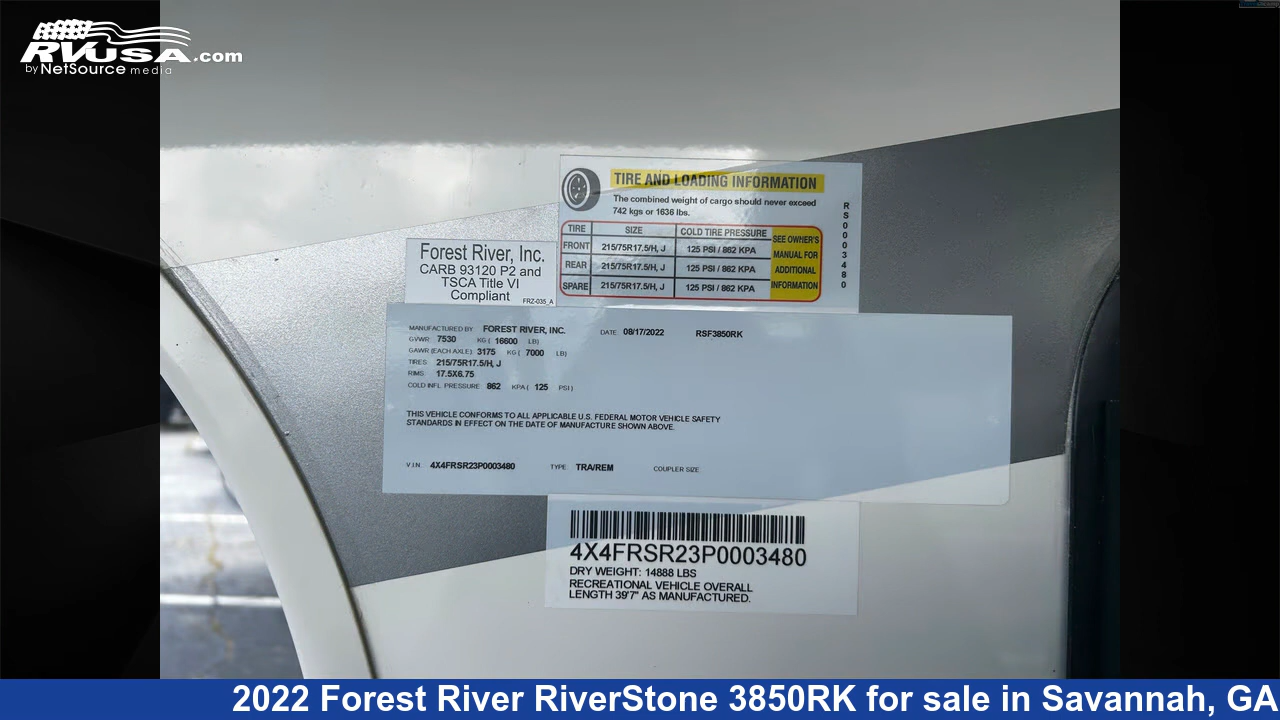 RVUSA.com
by NetSource media
TIRE AND LOADING INFORMATION
The combined weight of cargo should never exceed
742 kgs or 1636 lbs.
TIRE SIZE COLD TIRE PRESSURE
FRONT 215/75R17.5/H, J 125 PSI / 862 KPA
REAR 215/75R17.5/H, J 125 PSI / 862 KPA
SPARE 215/75R17.5/H, J 125 PSI / 862 KPA
SEE OWNER'S
MANUAL FOR
ADDITIONAL
INFORMATION
RS0003480
Forest River, Inc.
CARB 93120 P2 and
TSCA Title VI
Compliant
FRZ-035_A
MANUFACTURED BY FOREST RIVER, INC. DATE 08/17/2022 RSF3850RK
GVWR 7530 KG ( 16600 LB)
GAWR (EACH AXLE) 3175 KG ( 7000 LB)
TIRES 215/75R17.5/H, J
RIMS 17.5X6.75
COLD INFL PRESSURE 862 KPA ( 125 PSI )
THIS VEHICLE CONFORMS TO ALL APPLICABLE U.S. FEDERAL MOTOR VEHICLE SAFETY
STANDARDS IN EFFECT ON THE DATE OF MANUFACTURE SHOWN ABOVE.
V.I.N. 4X4FRSR23P0003480 TYPE TRA/REM COUPLER SIZE
4X4FRSR23P0003480
DRY WEIGHT: 14888 LBS
RECREATIONAL VEHICLE OVERALL
LENGTH 39'7" AS MANUFACTURED.
2022 Forest River RiverStone 3850RK for sale in Savannah, GA